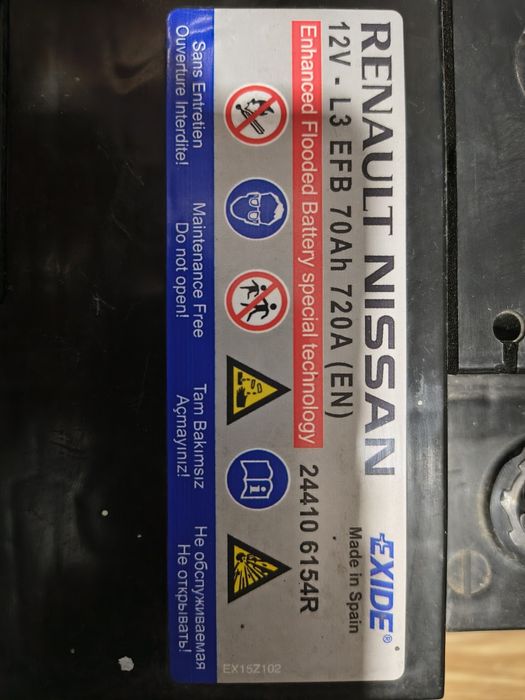 RENAULT NISSAN
EXIDE®
12V - L3 EFB 70Ah 720A (EN)
Made in Spain
Enhanced Flooded Battery special technology
24410 6154R
Sans Entretien
Ouverture Interdite!
Maintenance Free
Do not open!
Tam Bakımsız
Açmayınız!
Не обслуживаемая
Не открывать!
EX15Z102